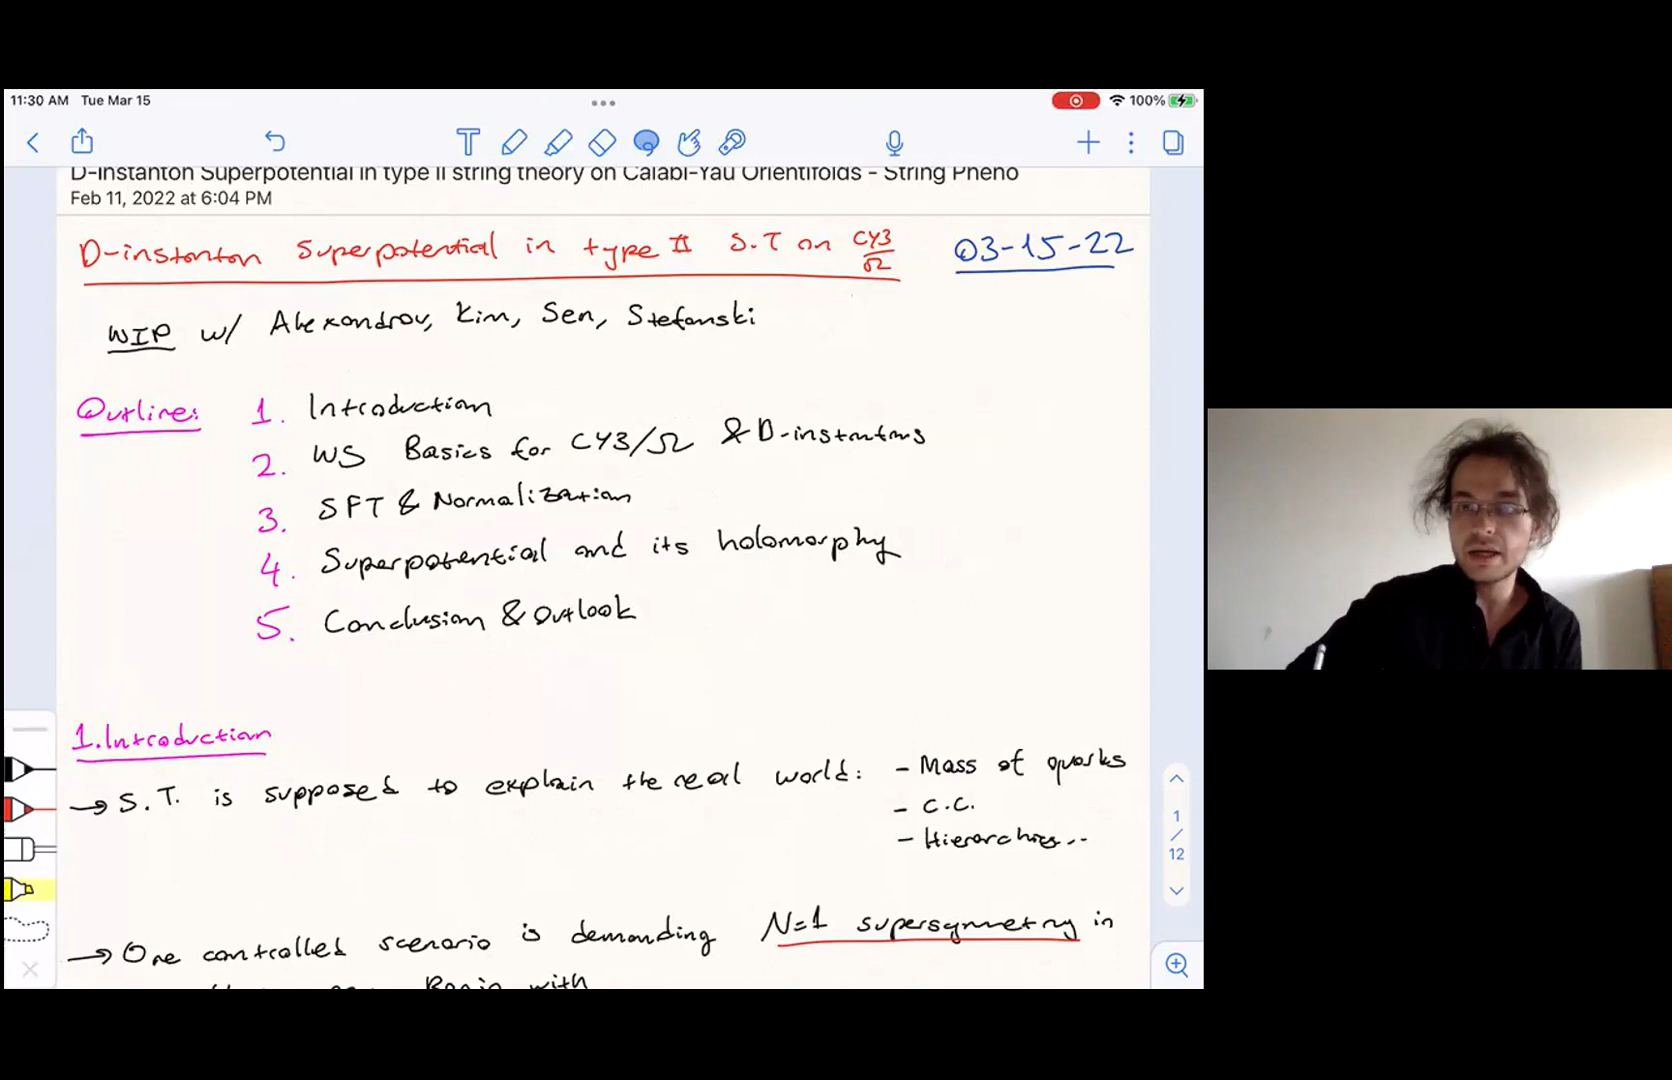 11:30 AM Tue Mar 15
100%
D-Instanton Superpotential in type II string theory on Calabi-Yau Orientifolds - String Pheno
Feb 11, 2022 at 6:04 PM
D-instanton Superpotential in type II S.T on CY3/Ω 03-15-22
WIP w/ Alexandrov, Kim, Sen, Stefanski
Outline: 1. Introduction
2. WS Basics for CY3/Ω & D-instantons
3. SFT & Normalization
4. Superpotential and its holomorphy
5. Conclusion & Outlook
1. Introduction
→ S.T. is supposed to explain the real world: - Mass of quarks
- C.C.
- Hierarchies...
→ One controlled scenario is demanding N=1 supersymmetry in
Begin with
1
/
12